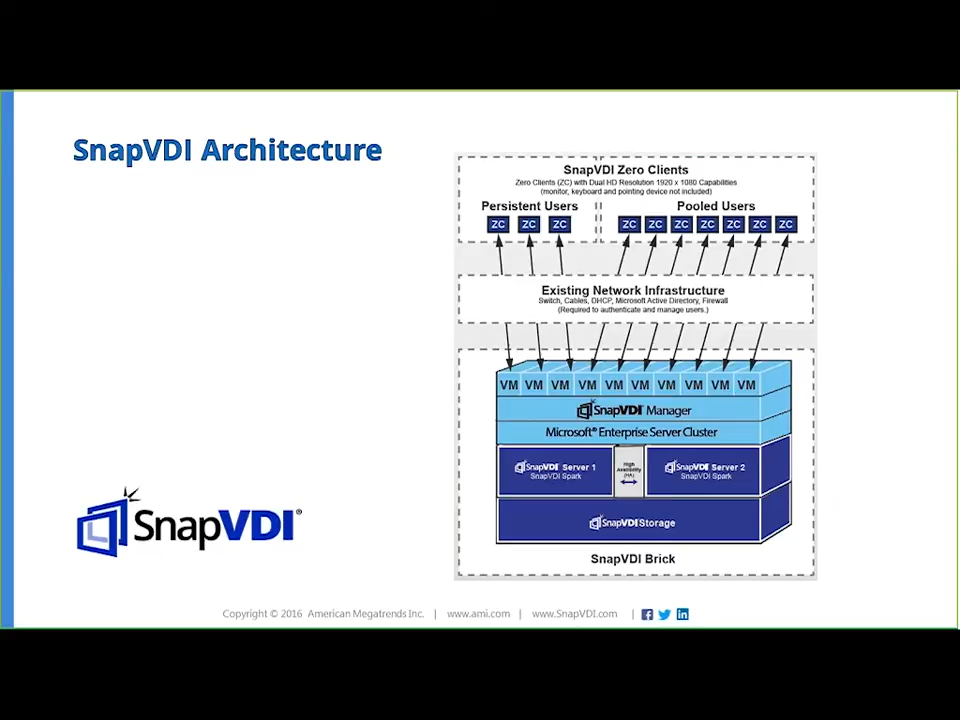 SnapVDI Architecture
SnapVDI Zero Clients
Zero Clients (ZC) with Dual HD Resolution 1920 x 1080 Capabilities
(monitor, keyboard and pointing device not included)
Persistent Users
Pooled Users
ZC ZC ZC ZC ZC ZC ZC ZC ZC ZC
Existing Network Infrastructure
Switch, Cables, DHCP, Microsoft Active Directory, Firewall
(Required to authenticate and manage users.)
VM VM VM VM VM VM VM VM VM VM
SnapVDI Manager
Microsoft® Enterprise Server Cluster
SnapVDI Server 1
SnapVDI Spark
High
Availability
(HA)
SnapVDI Server 2
SnapVDI Spark
SnapVDI Storage
SnapVDI Brick
SnapVDI®
Copyright © 2016 American Megatrends Inc. | www.ami.com | www.SnapVDI.com |